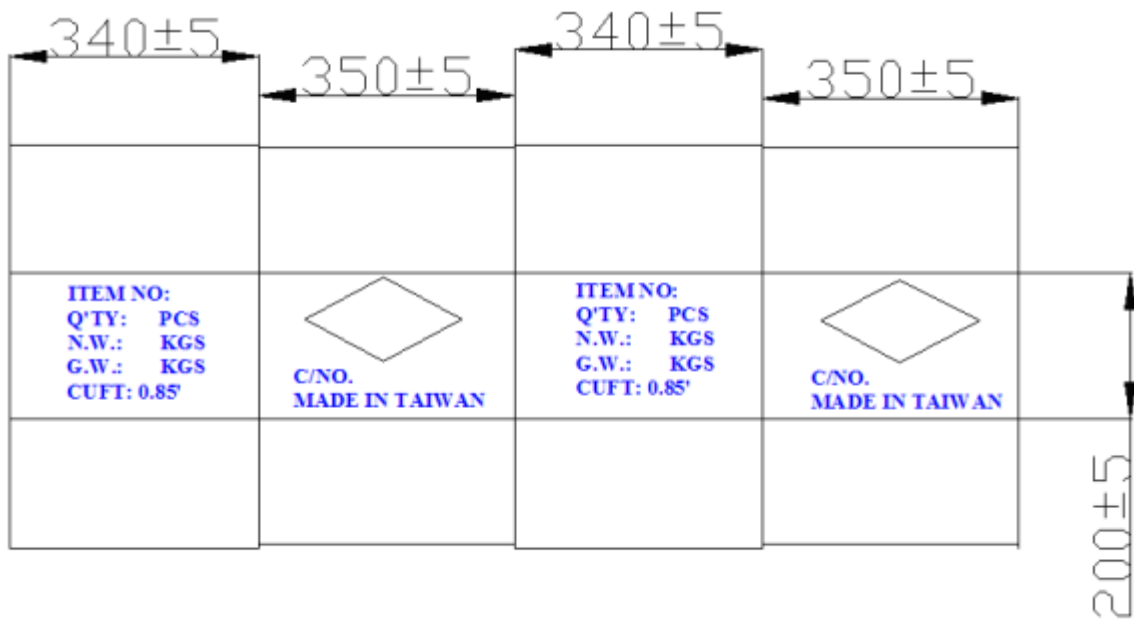 340±5
350±5
340±5
350±5
ITEM NO:
Q'TY: PCS
N.W.: KGS
G.W.: KGS
CUFT: 0.85'
C/NO.
MADE IN TAIWAN
ITEM NO:
Q'TY: PCS
N.W.: KGS
G.W.: KGS
CUFT: 0.85'
C/NO.
MADE IN TAIWAN
200±5